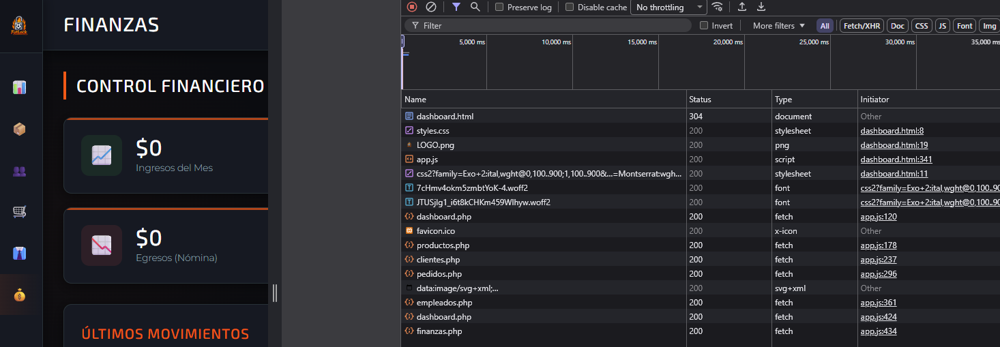 FutLock
FINANZAS
CONTROL FINANCIERO
$0
Ingresos del Mes
$0
Egresos (Nómina)
ÚLTIMOS MOVIMIENTOS
Preserve log Disable cache No throttling
Filter Invert More filters All Fetch/XHR Doc CSS JS Font Img
5,000 ms 10,000 ms 15,000 ms 20,000 ms 25,000 ms 30,000 ms 35,000 ms
Name Status Type Initiator
dashboard.html 304 document Other
styles.css 200 stylesheet dashboard.html:8
LOGO.png 200 png dashboard.html:19
app.js 200 script dashboard.html:341
css2?family=Exo+2:ital,wght@0,100..900;1,100..900&...=Montserrat:wgh... 200 stylesheet dashboard.html:11
7cHmv4okm5zmbtYoK-4.woff2 200 font css2?family=Exo+2:ital,wght@0,100..90
JTUSjIg1_i6t8kCHKm459Wlhyw.woff2 200 font css2?family=Exo+2:ital,wght@0,100..90
dashboard.php 200 fetch app.js:120
favicon.ico 200 x-icon Other
productos.php 200 fetch app.js:178
clientes.php 200 fetch app.js:237
pedidos.php 200 fetch app.js:296
data:image/svg+xml;... 200 svg+xml Other
empleados.php 200 fetch app.js:361
dashboard.php 200 fetch app.js:424
finanzas.php 200 fetch app.js:434